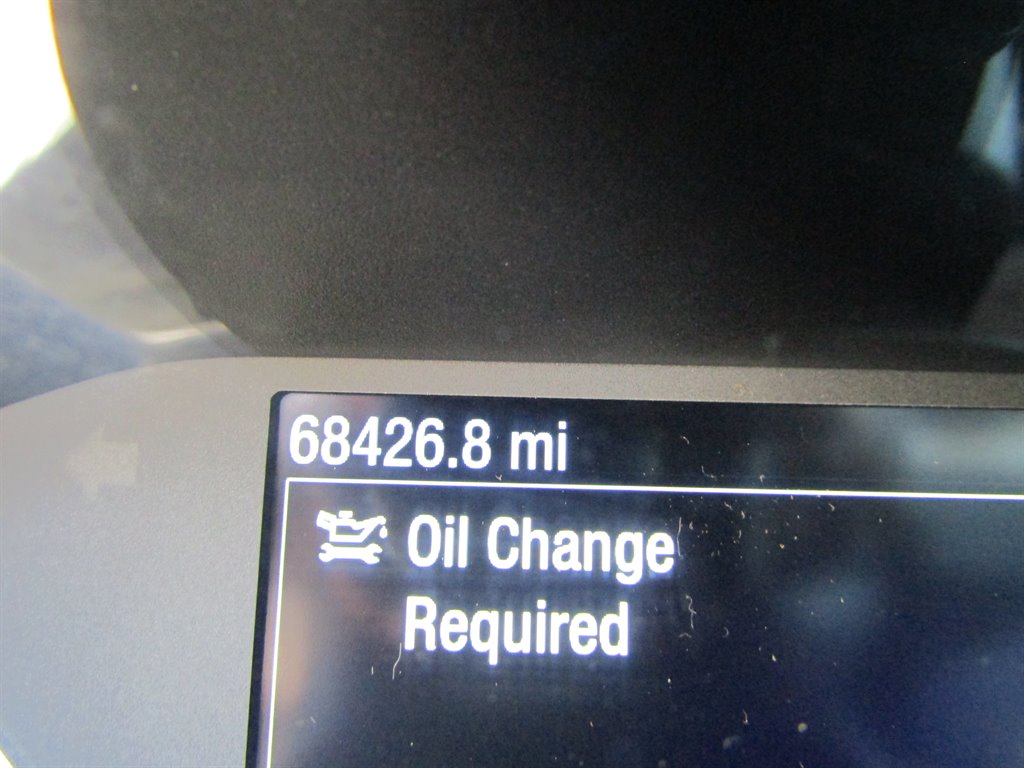 68426.8 mi
Oil Change
Required